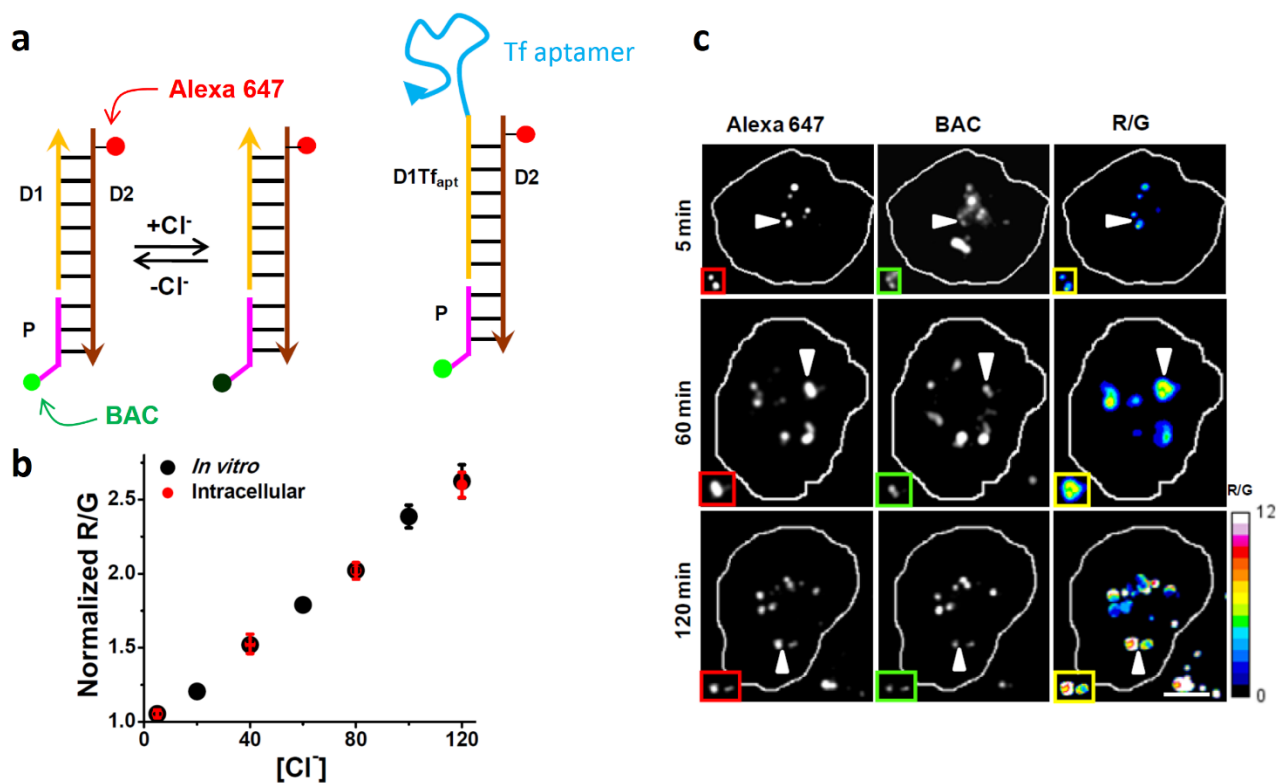 a
Tf aptamer
Alexa 647
D1
D2
D1Tfapt
D2
+Cl-
-Cl-
P
P
BAC
b
In vitro
Intracellular
Normalized R/G
2.5
2.0
1.5
1.0
0
40
80
120
[Cl-]
c
Alexa 647
BAC
R/G
5 min
60 min
120 min
R/G
12
0